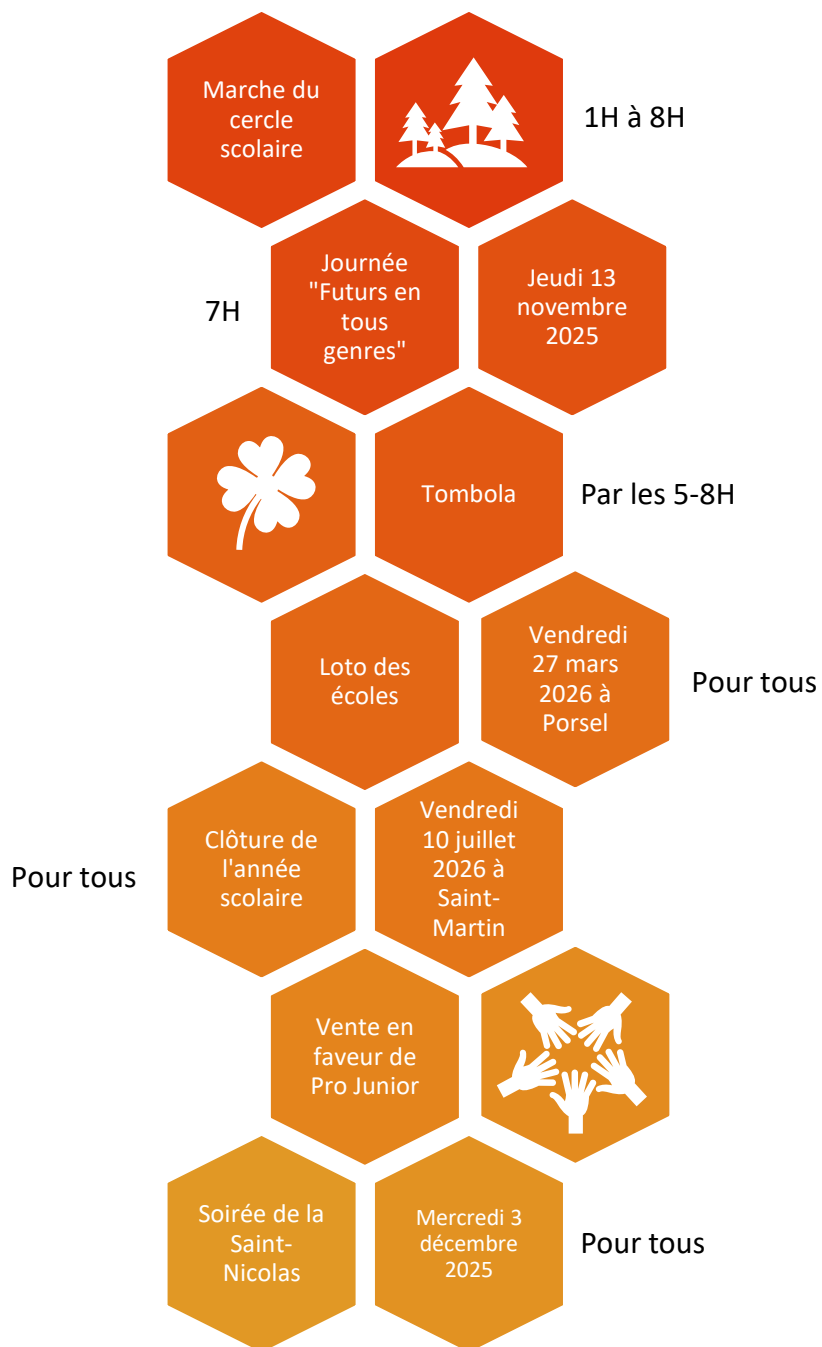 Marche du
cercle
scolaire
1H à 8H
7H
Journée
"Futurs en
tous
genres"
Jeudi 13
novembre
2025
Tombola
Par les 5-8H
Loto des
écoles
Vendredi
27 mars
2026 à
Porsel
Pour tous
Pour tous
Clôture de
l'année
scolaire
Vendredi
10 juillet
2026 à
Saint-
Martin
Vente en
faveur de
Pro Junior
Soirée de la
Saint-
Nicolas
Mercredi 3
décembre
2025
Pour tous